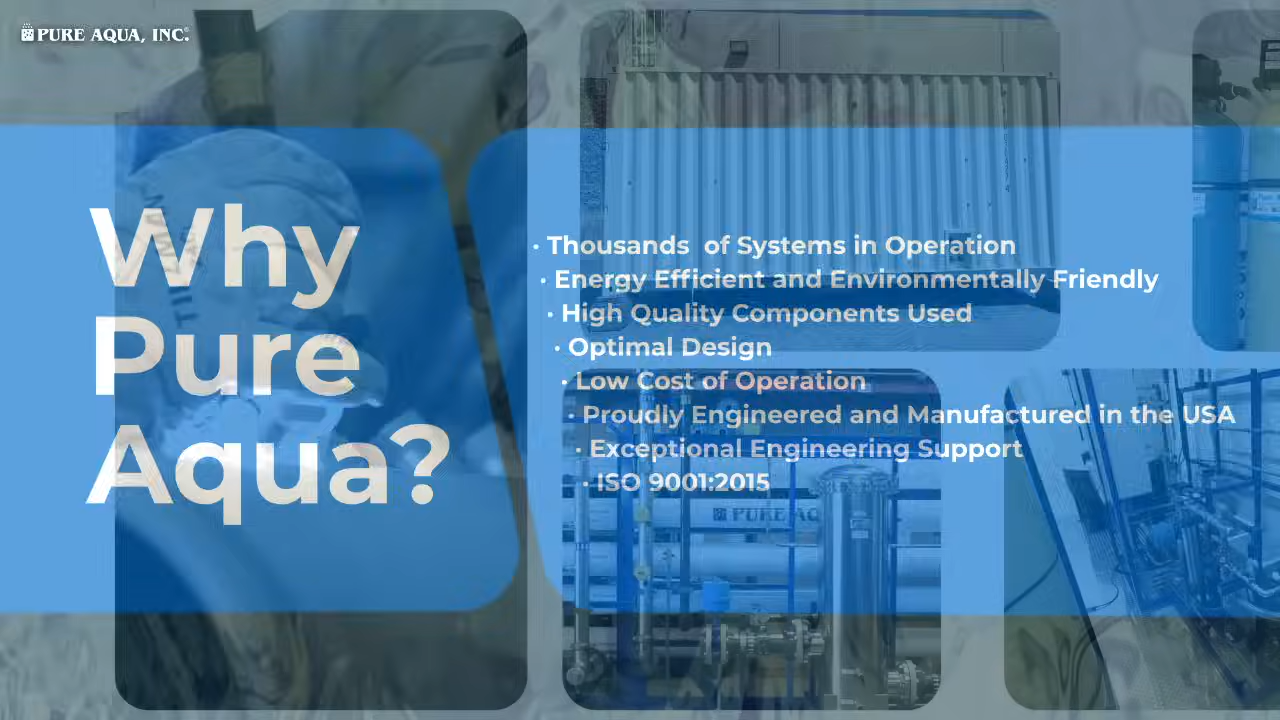 PURE AQUA, INC.®
Why
Pure
Aqua?
· Thousands of Systems in Operation
· Energy Efficient and Environmentally Friendly
· High Quality Components Used
· Optimal Design
· Low Cost of Operation
· Proudly Engineered and Manufactured in the USA
· Exceptional Engineering Support
· ISO 9001:2015
PURE AQ